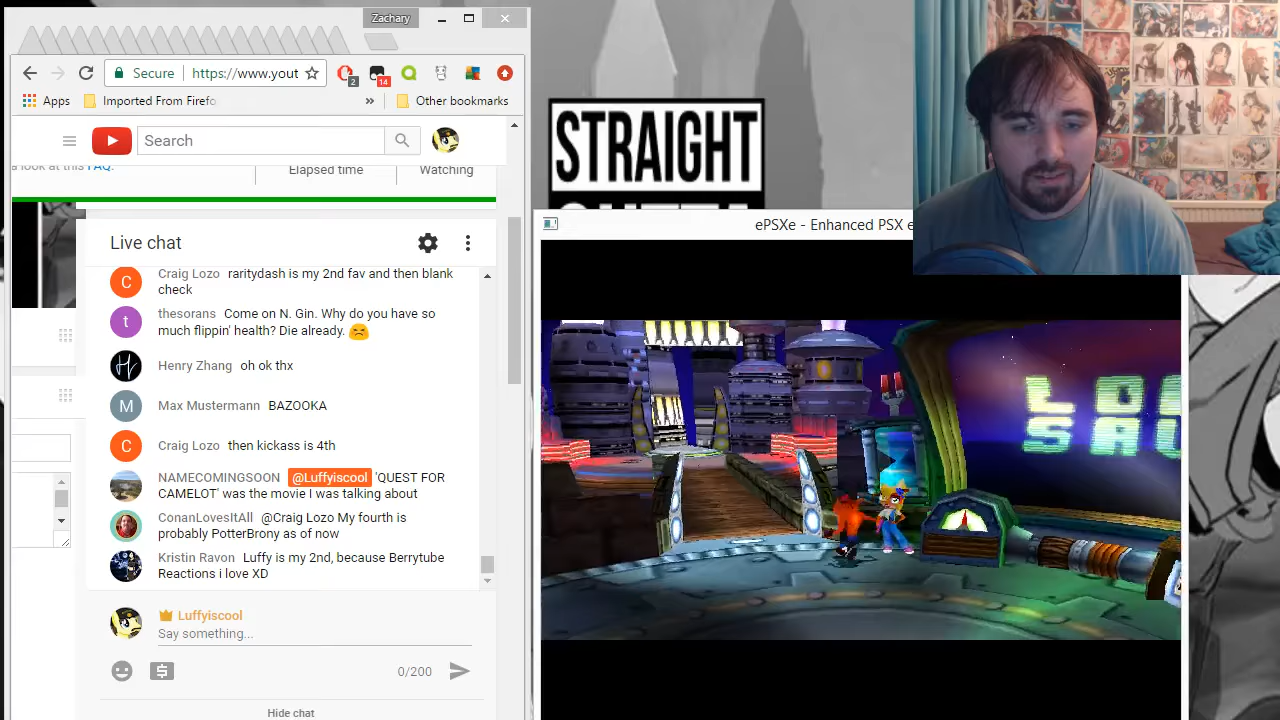 Zachary
Secure
https://www.yout
2
14
Apps
Imported From Firefo
»
Other bookmarks
Search
a look at this FAQ.
Elapsed time
Watching
STRAIGHT
Live chat
Craig Lozo raritydash is my 2nd fav and then blank
check
thesorans Come on N. Gin. Why do you have so
much flippin' health? Die already.
Henry Zhang oh ok thx
Max Mustermann BAZOOKA
Craig Lozo then kickass is 4th
NAMECOMINGSOON @Luffyiscool 'QUEST FOR
CAMELOT' was the movie I was talking about
ConanLovesItAll @Craig Lozo My fourth is
probably PotterBrony as of now
Kristin Ravon Luffy is my 2nd, because Berrytube
Reactions i love XD
Luffyiscool
Say something...
0/200
Hide chat
ePSXe - Enhanced PSX e
C
t
M
C
LO
SA